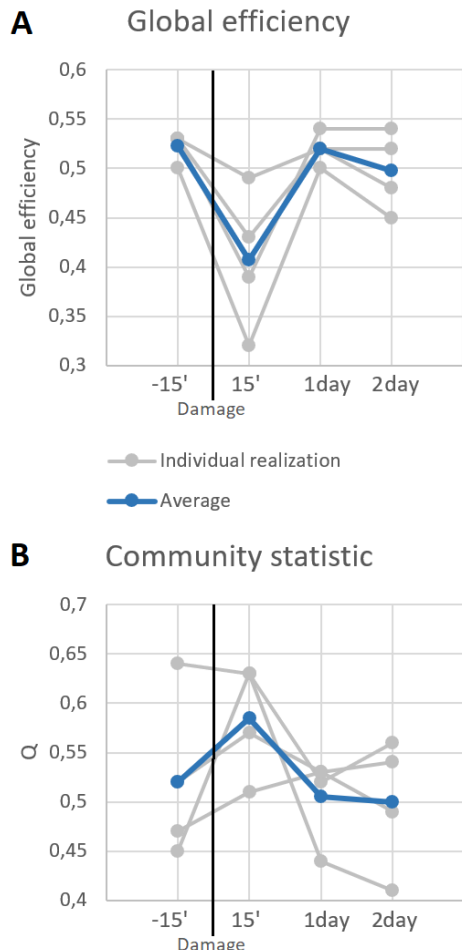 A
Global efficiency
0,6
0,55
0,5
0,45
0,4
0,35
0,3
Global efficiency
-15' 15' 1day 2day
Damage
Individual realization
Average
B
Community statistic
0,7
0,65
0,6
0,55
0,5
0,45
0,4
Q
-15' 15' 1day 2day
Damage